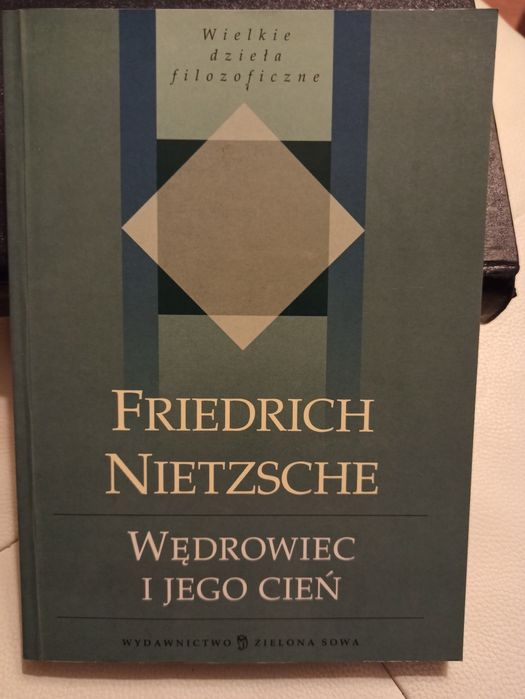 Wielkie
dzieła
filozoficzne
FRIEDRICH
NIETZSCHE
WĘDROWIEC
I JEGO CIEŃ
WYDAWNICTWO ZIELONA SOWA